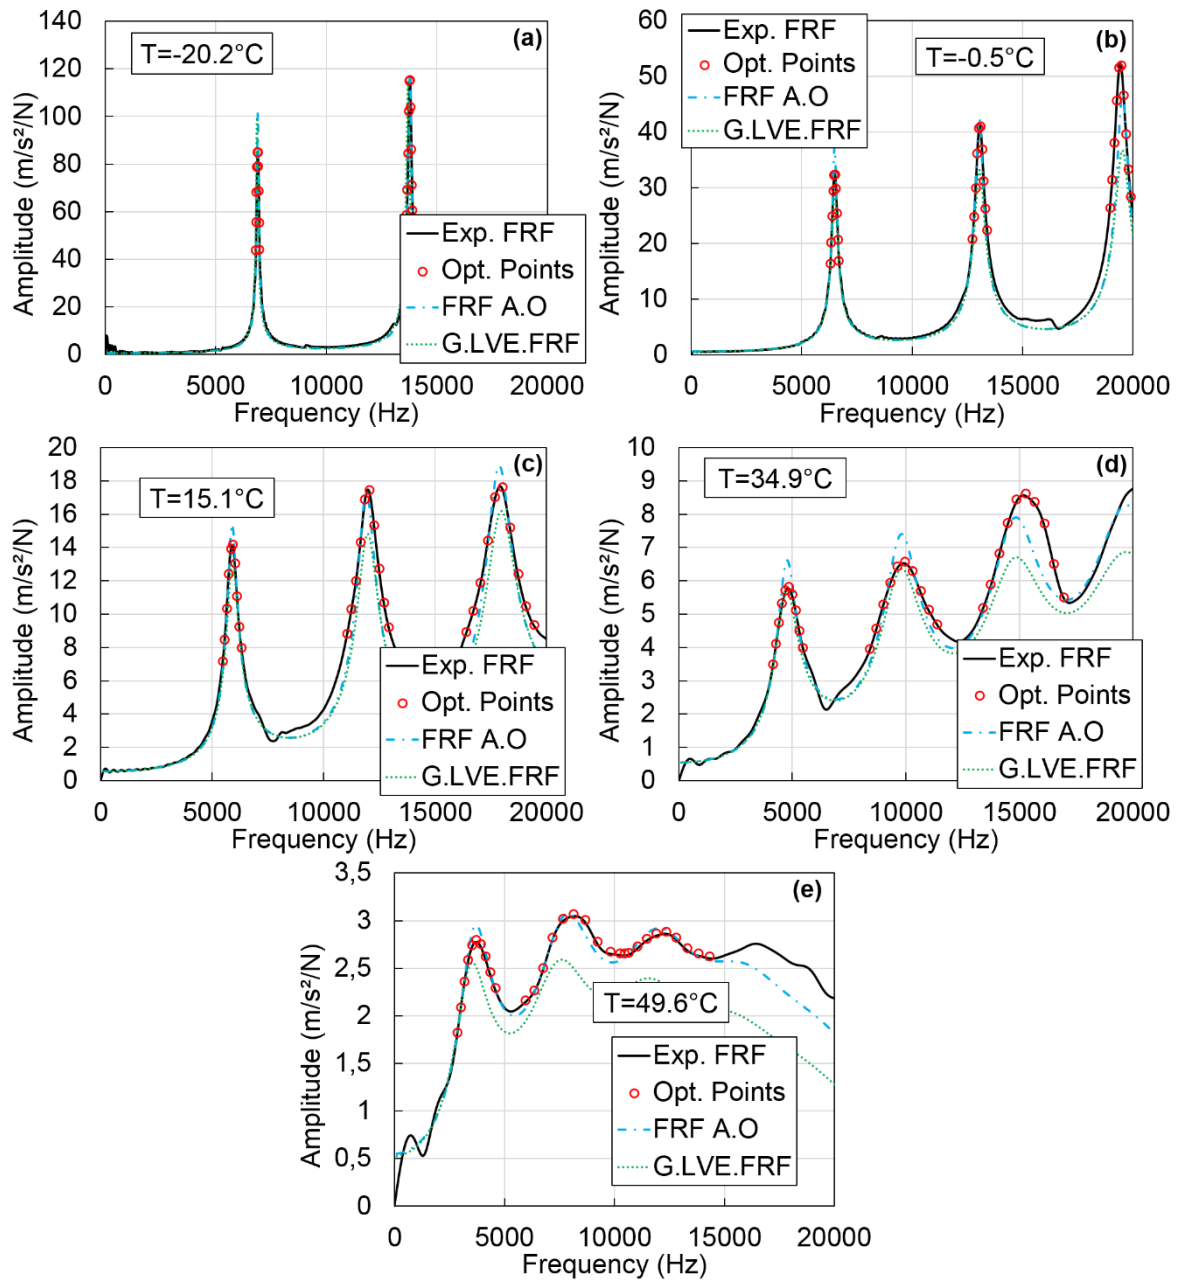 (a)
T=-20.2°C
Amplitude (m/s²/N)
140
120
100
80
60
40
20
0
Exp. FRF
Opt. Points
FRF A.O
G.LVE.FRF
0 5000 10000 15000 20000
Frequency (Hz)
(b)
T=-0.5°C
Amplitude (m/s²/N)
60
50
40
30
20
10
0
Exp. FRF
Opt. Points
FRF A.O
G.LVE.FRF
0 5000 10000 15000 20000
Frequency (Hz)
(c)
T=15.1°C
Amplitude (m/s²/N)
20
18
16
14
12
10
8
6
4
2
0
Exp. FRF
Opt. Points
FRF A.O
G.LVE.FRF
0 5000 10000 15000 20000
Frequency (Hz)
(d)
T=34.9°C
Amplitude (m/s²/N)
10
9
8
7
6
5
4
3
2
1
0
Exp. FRF
Opt. Points
FRF A.O
G.LVE.FRF
0 5000 10000 15000 20000
Frequency (Hz)
(e)
T=49.6°C
Amplitude (m/s²/N)
3,5
3
2,5
2
1,5
1
0,5
0
Exp. FRF
Opt. Points
FRF A.O
G.LVE.FRF
0 5000 10000 15000 20000
Frequency (Hz)